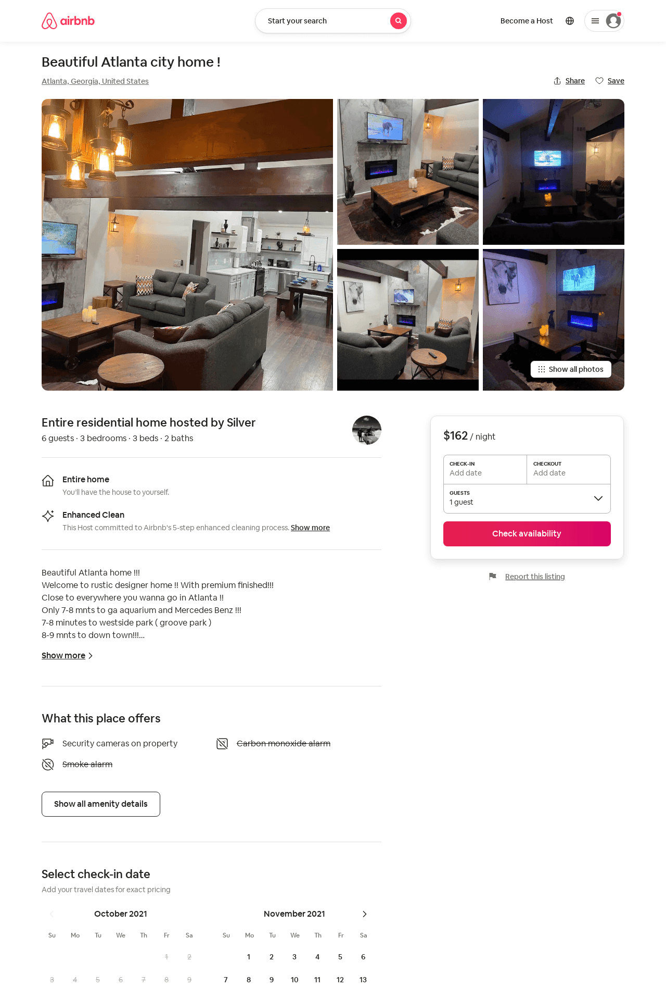 airbnb
Start your search
Become a Host
Beautiful Atlanta city home !
Atlanta, Georgia, United States
Share
Save
Show all photos
Entire residential home hosted by Silver
6 guests · 3 bedrooms · 3 beds · 2 baths
Entire home
You'll have the house to yourself.
Enhanced Clean
This Host committed to Airbnb's 5-step enhanced cleaning process. Show more
$162 / night
CHECK-IN
Add date
CHECKOUT
Add date
GUESTS
1 guest
Check availability
Report this listing
Beautiful Atlanta home !!!
Welcome to rustic designer home !! With premium finished!!!
Close to everywhere you wanna go in Atlanta !!
Only 7-8 mnts to ga aquarium and Mercedes Benz !!!
7-8 minutes to westside park ( groove park )
8-9 mnts to down town!!!...
Show more
What this place offers
Security cameras on property
Carbon monoxide alarm
Smoke alarm
Show all amenity details
Select check-in date
Add your travel dates for exact pricing
October 2021
Su Mo Tu We Th Fr Sa
1 2
3 4 5 6 7 8 9
November 2021
Su Mo Tu We Th Fr Sa
1 2 3 4 5 6
7 8 9 10 11 12 13